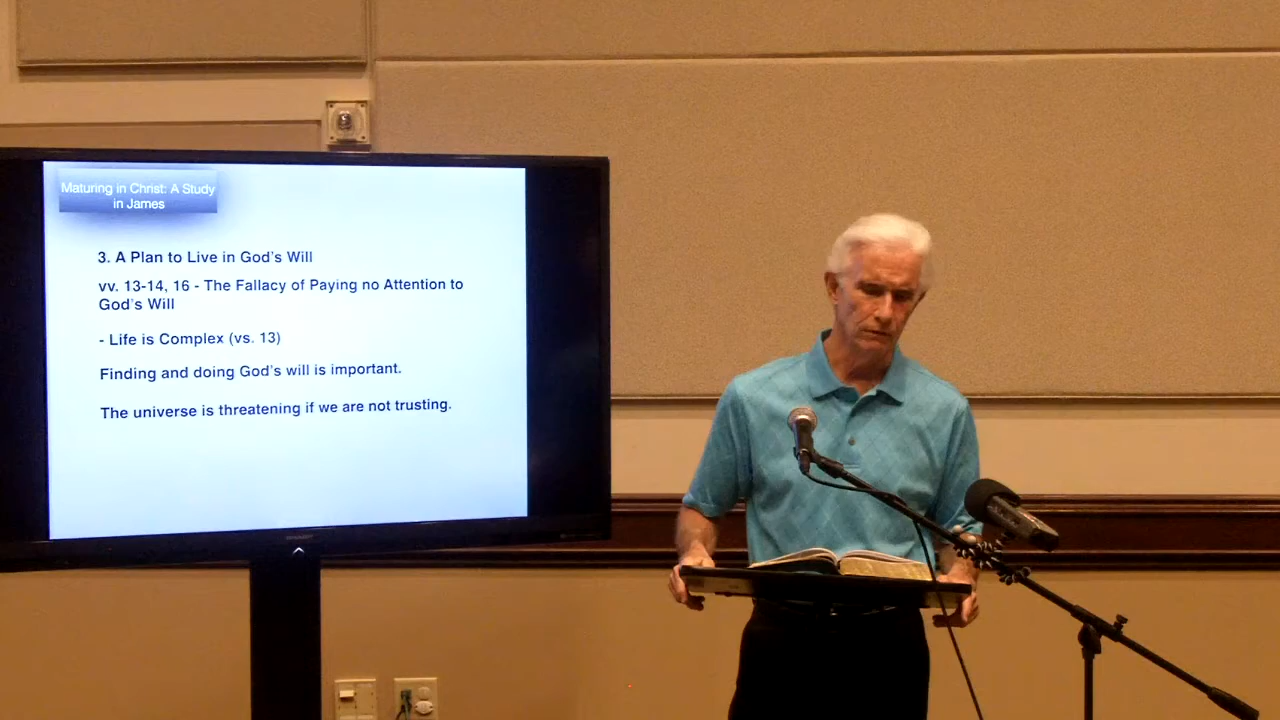 Maturing in Christ: A Study
in James
3. A Plan to Live in God's Will
vv. 13-14, 16 - The Fallacy of Paying no Attention to
God's Will
- Life is Complex (vs. 13)
Finding and doing God's will is important.
The universe is threatening if we are not trusting.
SHARP